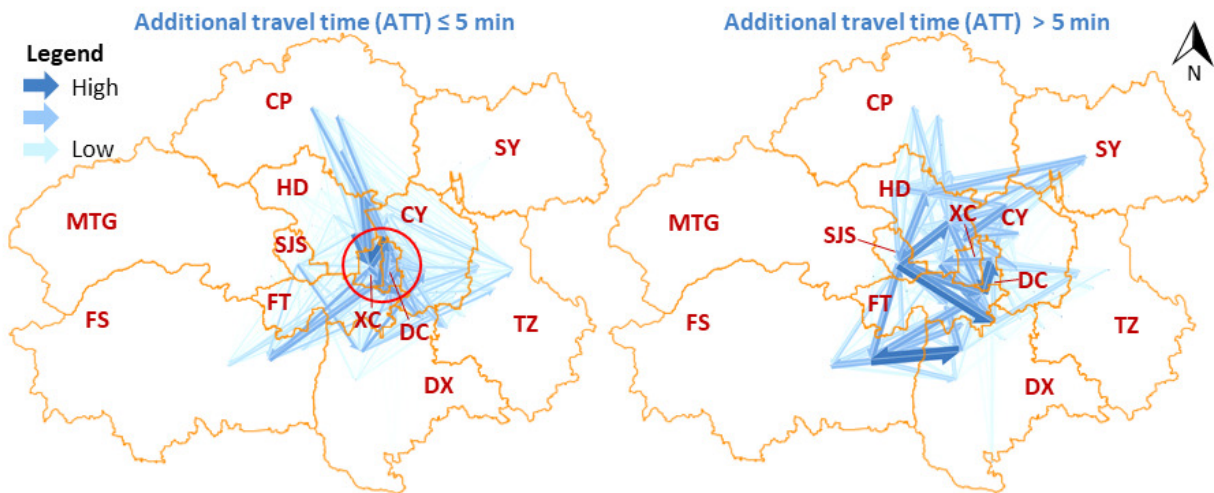 Additional travel time (ATT) ≤ 5 min
Legend
High
Low
CP
SY
HD
CY
MTG
SJS
FT
XC
DC
TZ
FS
DX
Additional travel time (ATT) > 5 min
N
CP
SY
HD
XC
CY
MTG
SJS
DC
FT
FS
TZ
DX